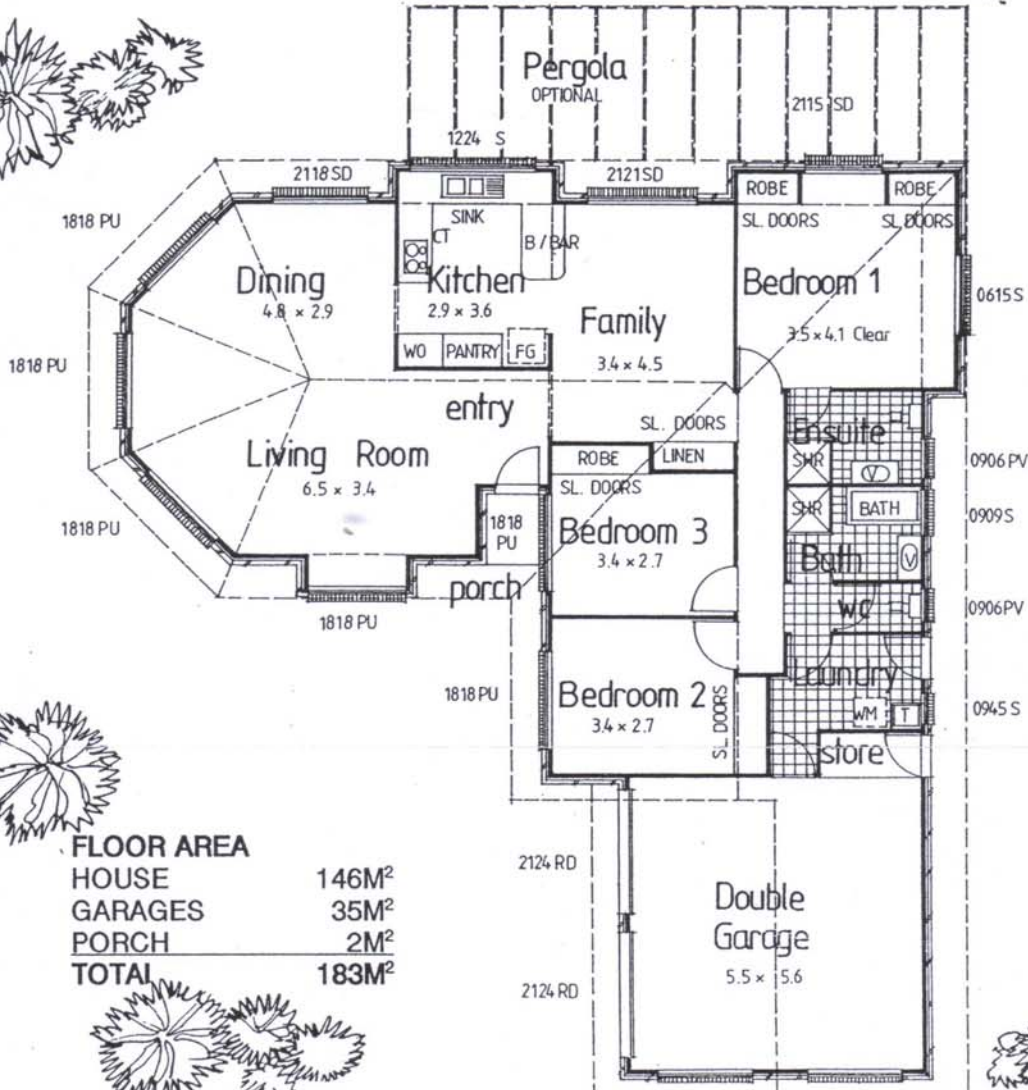 Pergola
OPTIONAL
2115 SD
1224 S
2118 SD
2121 SD
ROBE
ROBE
1818 PU
SINK
SL. DOORS
SL. DOORS
CT
B / BAR
Dining
4.8 × 2.9
Kitchen
2.9 × 3.6
Bedroom 1
3.5 × 4.1 Clear
0615 S
Family
3.4 × 4.5
1818 PU
WO
PANTRY
FG
entry
SL. DOORS
Ensuite
Living Room
6.5 × 3.4
ROBE
LINEN
SHR
V
0906 PV
SL. DOORS
1818 PU
1818
PU
Bedroom 3
3.4 × 2.7
SHR
BATH
0909 S
Bath
V
porch
1818 PU
WC
0906 PV
1818 PU
Bedroom 2
3.4 × 2.7
SL. DOORS
Laundry
WM
T
0945 S
store
FLOOR AREA
HOUSE 146M²
GARAGES 35M²
PORCH 2M²
TOTAL 183M²
2124 RD
Double
Garage
5.5 × 5.6
2124 RD